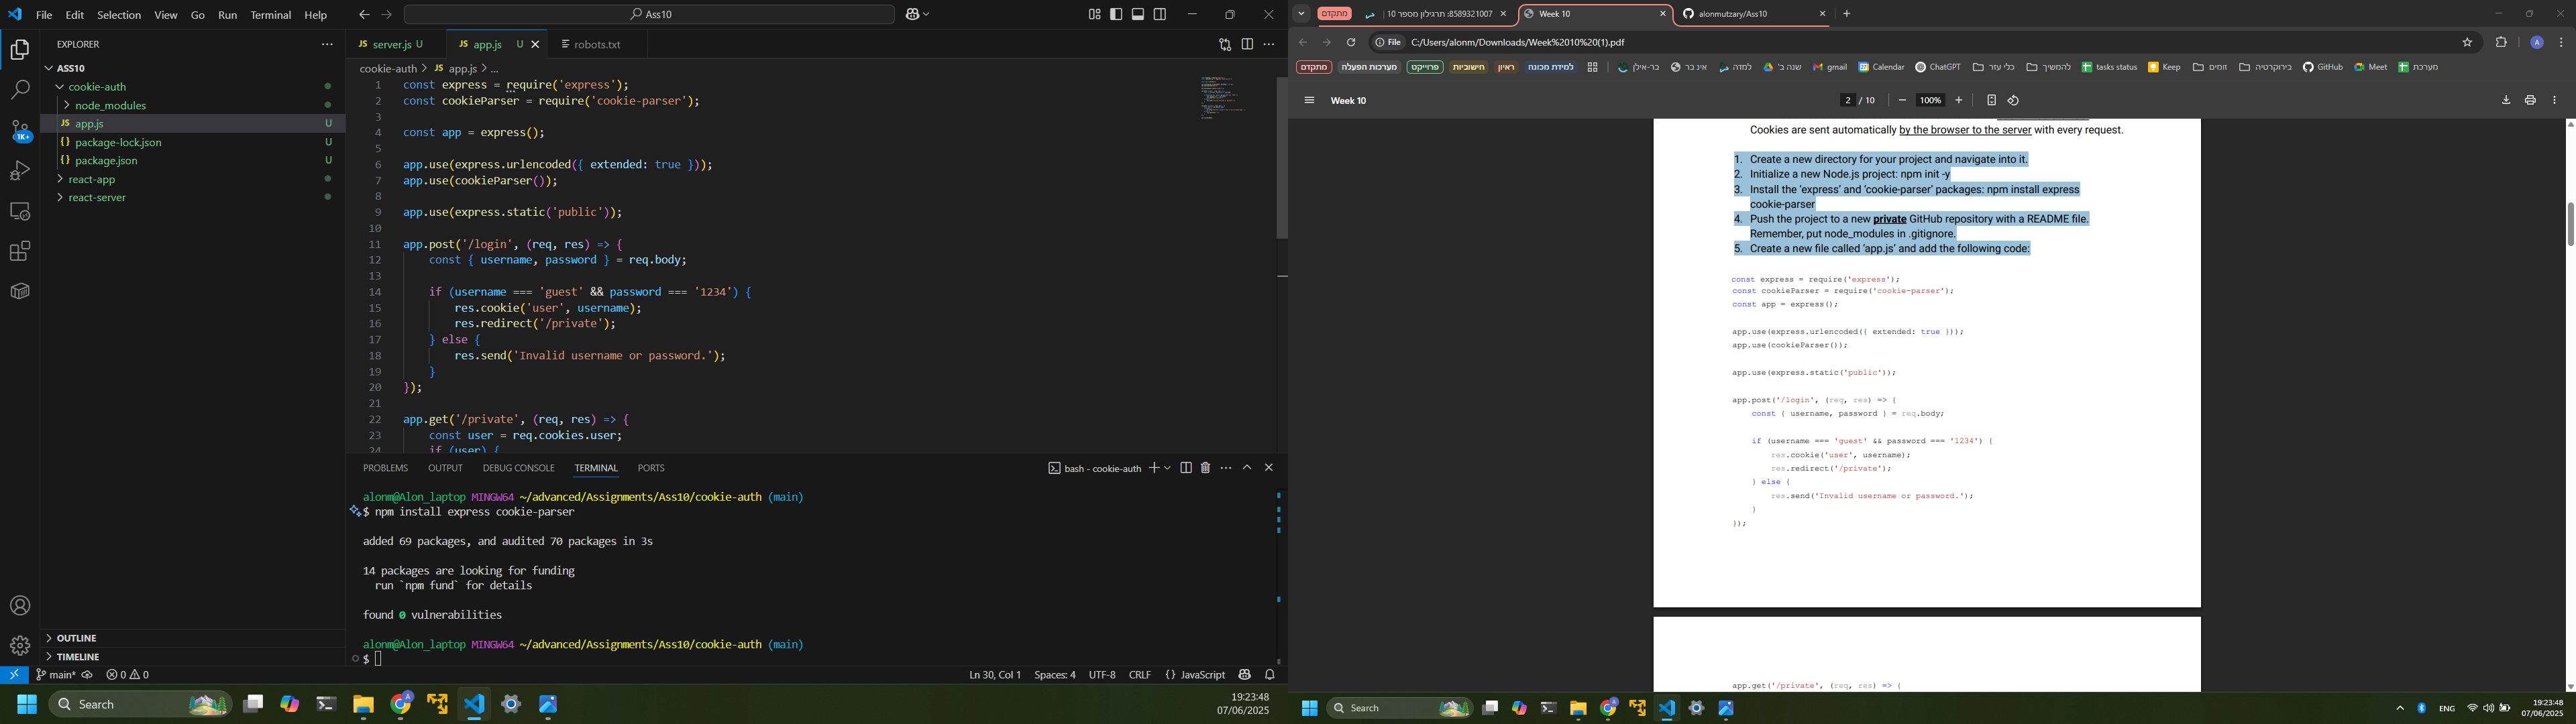 File Edit Selection View Go Run Terminal Help
Ass10
EXPLORER
ASS10
cookie-auth
node_modules
JS app.js U
{} package-lock.json U
{} package.json U
react-app
react-server
1K+
OUTLINE
TIMELINE
JS server.js U
JS app.js U
robots.txt
cookie-auth > JS app.js > ...
1 const express = require('express');
2 const cookieParser = require('cookie-parser');
3
4 const app = express();
5
6 app.use(express.urlencoded({ extended: true }));
7 app.use(cookieParser());
8
9 app.use(express.static('public'));
10
11 app.post('/login', (req, res) => {
12 const { username, password } = req.body;
13
14 if (username === 'guest' && password === '1234') {
15 res.cookie('user', username);
16 res.redirect('/private');
17 } else {
18 res.send('Invalid username or password.');
19 }
20 });
21
22 app.get('/private', (req, res) => {
23 const user = req.cookies.user;
24 if (user) {
PROBLEMS OUTPUT DEBUG CONSOLE TERMINAL PORTS
bash - cookie-auth
alonm@Alon_laptop MINGW64 ~/advanced/Assignments/Ass10/cookie-auth (main)
$ npm install express cookie-parser
added 69 packages, and audited 70 packages in 3s
14 packages are looking for funding
run `npm fund` for details
found 0 vulnerabilities
alonm@Alon_laptop MINGW64 ~/advanced/Assignments/Ass10/cookie-auth (main)
$
main* 0 0
Ln 30, Col 1 Spaces: 4 UTF-8 CRLF {} JavaScript
Search
19:23:48
07/06/2025
מתקדם
8589321007: תרגילון מספר 10 |
Week 10
alonmutzary/Ass10
File C:/Users/alonm/Downloads/Week%2010%20(1).pdf
מתקדם מערכות הפעלה פרוייקט חישוביות ראיון למידת מכונה
בר-אילן אינ בר למדה שנה ב' gmail Calendar ChatGPT כלי עזר להמשיך tasks status Keep זומים בירוקרטיה GitHub Meet מערכת
Week 10
2 / 10
100%
Cookies are sent automatically by the browser to the server with every request.
1. Create a new directory for your project and navigate into it.
2. Initialize a new Node.js project: npm init -y
3. Install the ‘express’ and ‘cookie-parser’ packages: npm install express
cookie-parser
4. Push the project to a new private GitHub repository with a README file.
Remember, put node_modules in .gitignore.
5. Create a new file called ‘app.js’ and add the following code:
const express = require('express');
const cookieParser = require('cookie-parser');
const app = express();
app.use(express.urlencoded({ extended: true }));
app.use(cookieParser());
app.use(express.static('public'));
app.post('/login', (req, res) => {
const { username, password } = req.body;
if (username === 'guest' && password === '1234') {
res.cookie('user', username);
res.redirect('/private');
} else {
res.send('Invalid username or password.');
}
});
app.get('/private', (req, res) => {
Search
ENG
19:23:48
07/06/2025